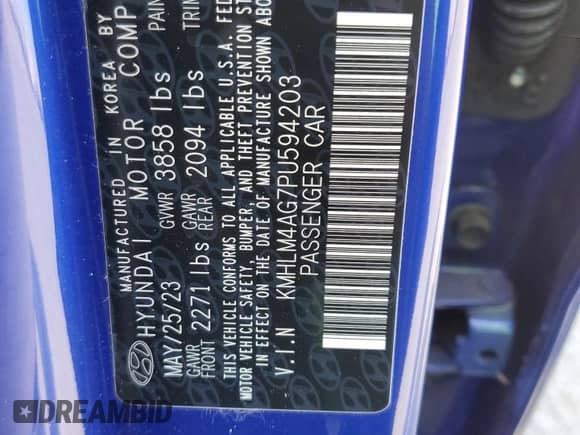 MANUFACTURED IN KOREA BY
HYUNDAI MOTOR COMP
MAY/25/23 GVWR 3858 lbs PAIN
GAWR FRONT 2271 lbs GAWR REAR 2094 lbs TRIM
THIS VEHICLE CONFORMS TO ALL APPLICABLE U.S.A. FED
MOTOR VEHICLE SAFETY, BUMPER, AND THEFT PREVENTION ST
IN EFFECT ON THE DATE OF MANUFACTURE SHOWN ABO
V.I.N KMHLM4AG7PU594203
PASSENGER CAR
DREAMBID